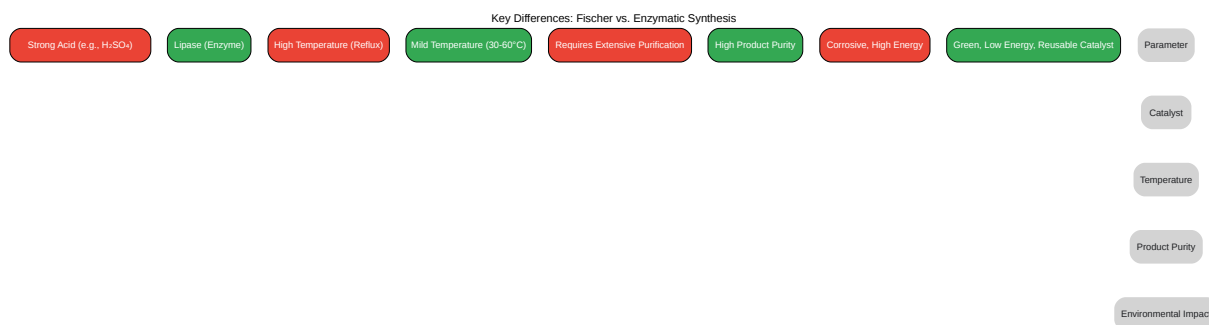 Key Differences: Fischer vs. Enzymatic Synthesis
Strong Acid (e.g., H₂SO₄)
Lipase (Enzyme)
High Temperature (Reflux)
Mild Temperature (30-60°C)
Requires Extensive Purification
High Product Purity
Corrosive, High Energy
Green, Low Energy, Reusable Catalyst
Parameter
Catalyst
Temperature
Product Purity
Environmental Impac